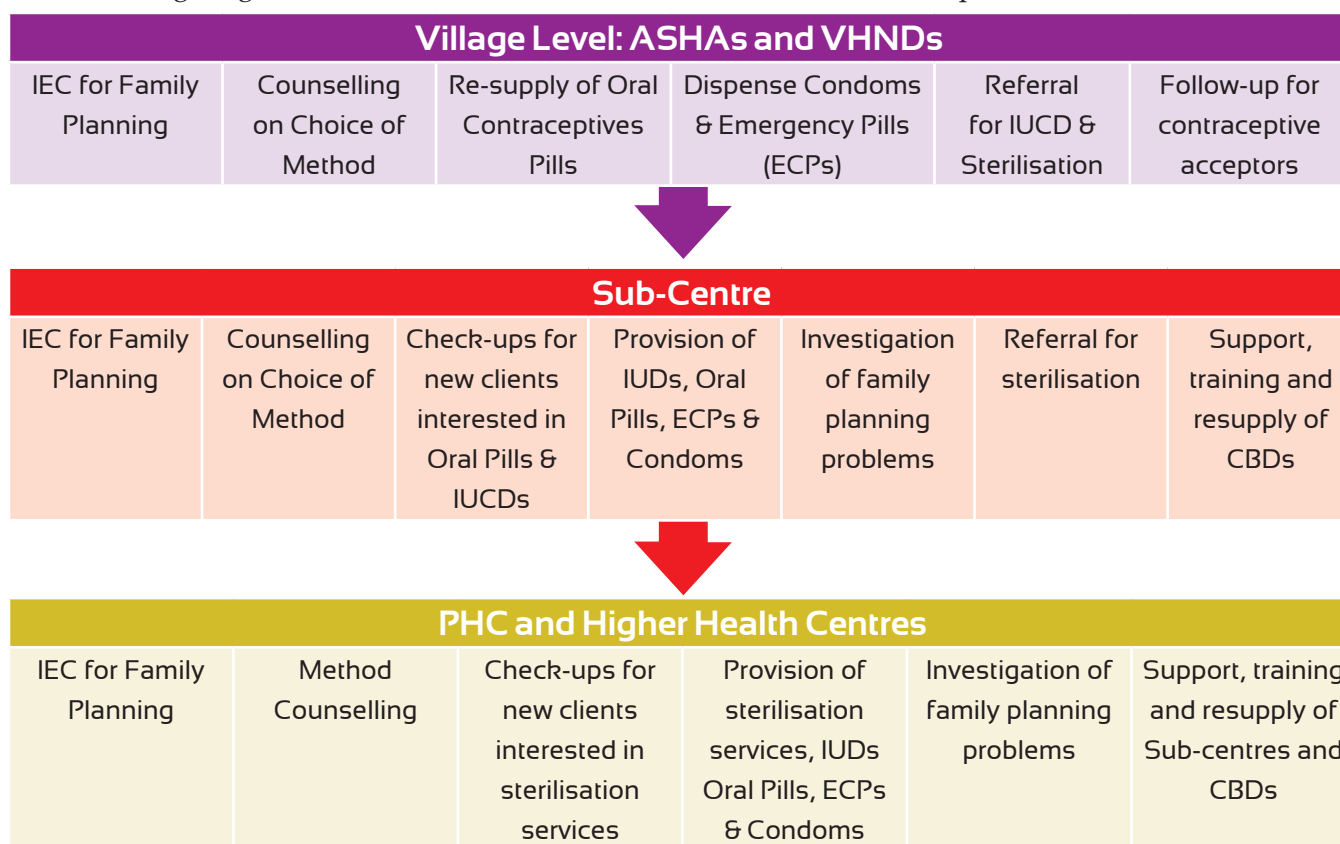 Village Level: ASHAs and VHNDs
IEC for Family
Planning
Counselling
on Choice of
Method
Re-supply of Oral
Contraceptives
Pills
Dispense Condoms
& Emergency Pills
(ECPs)
Referral
for IUCD &
Sterilisation
Follow-up for
contraceptive
acceptors
Sub-Centre
IEC for Family
Planning
Counselling
on Choice of
Method
Check-ups for
new clients
interested in
Oral Pills &
IUCDs
Provision of
IUDs, Oral
Pills, ECPs &
Condoms
Investigation
of family
planning
problems
Referral for
sterilisation
Support,
training and
resupply of
CBDs
PHC and Higher Health Centres
IEC for Family
Planning
Method
Counselling
Check-ups for
new clients
interested in
sterilisation
services
Provision of
sterilisation
services, IUDs
Oral Pills, ECPs
& Condoms
Investigation of
family planning
problems
Support, training
and resupply of
Sub-centres and
CBDs